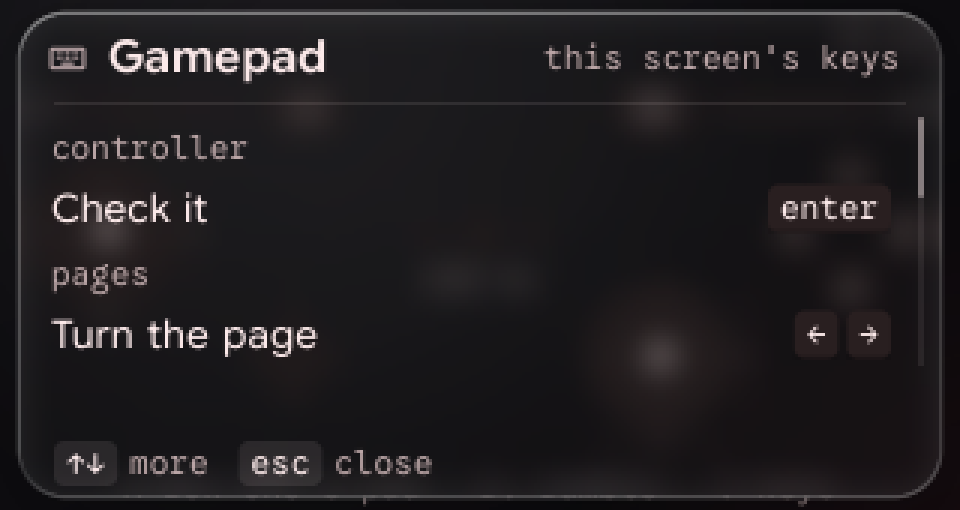 Gamepad this screen's keys
controller
Check it enter
pages
Turn the page ← →
↑↓ more esc close